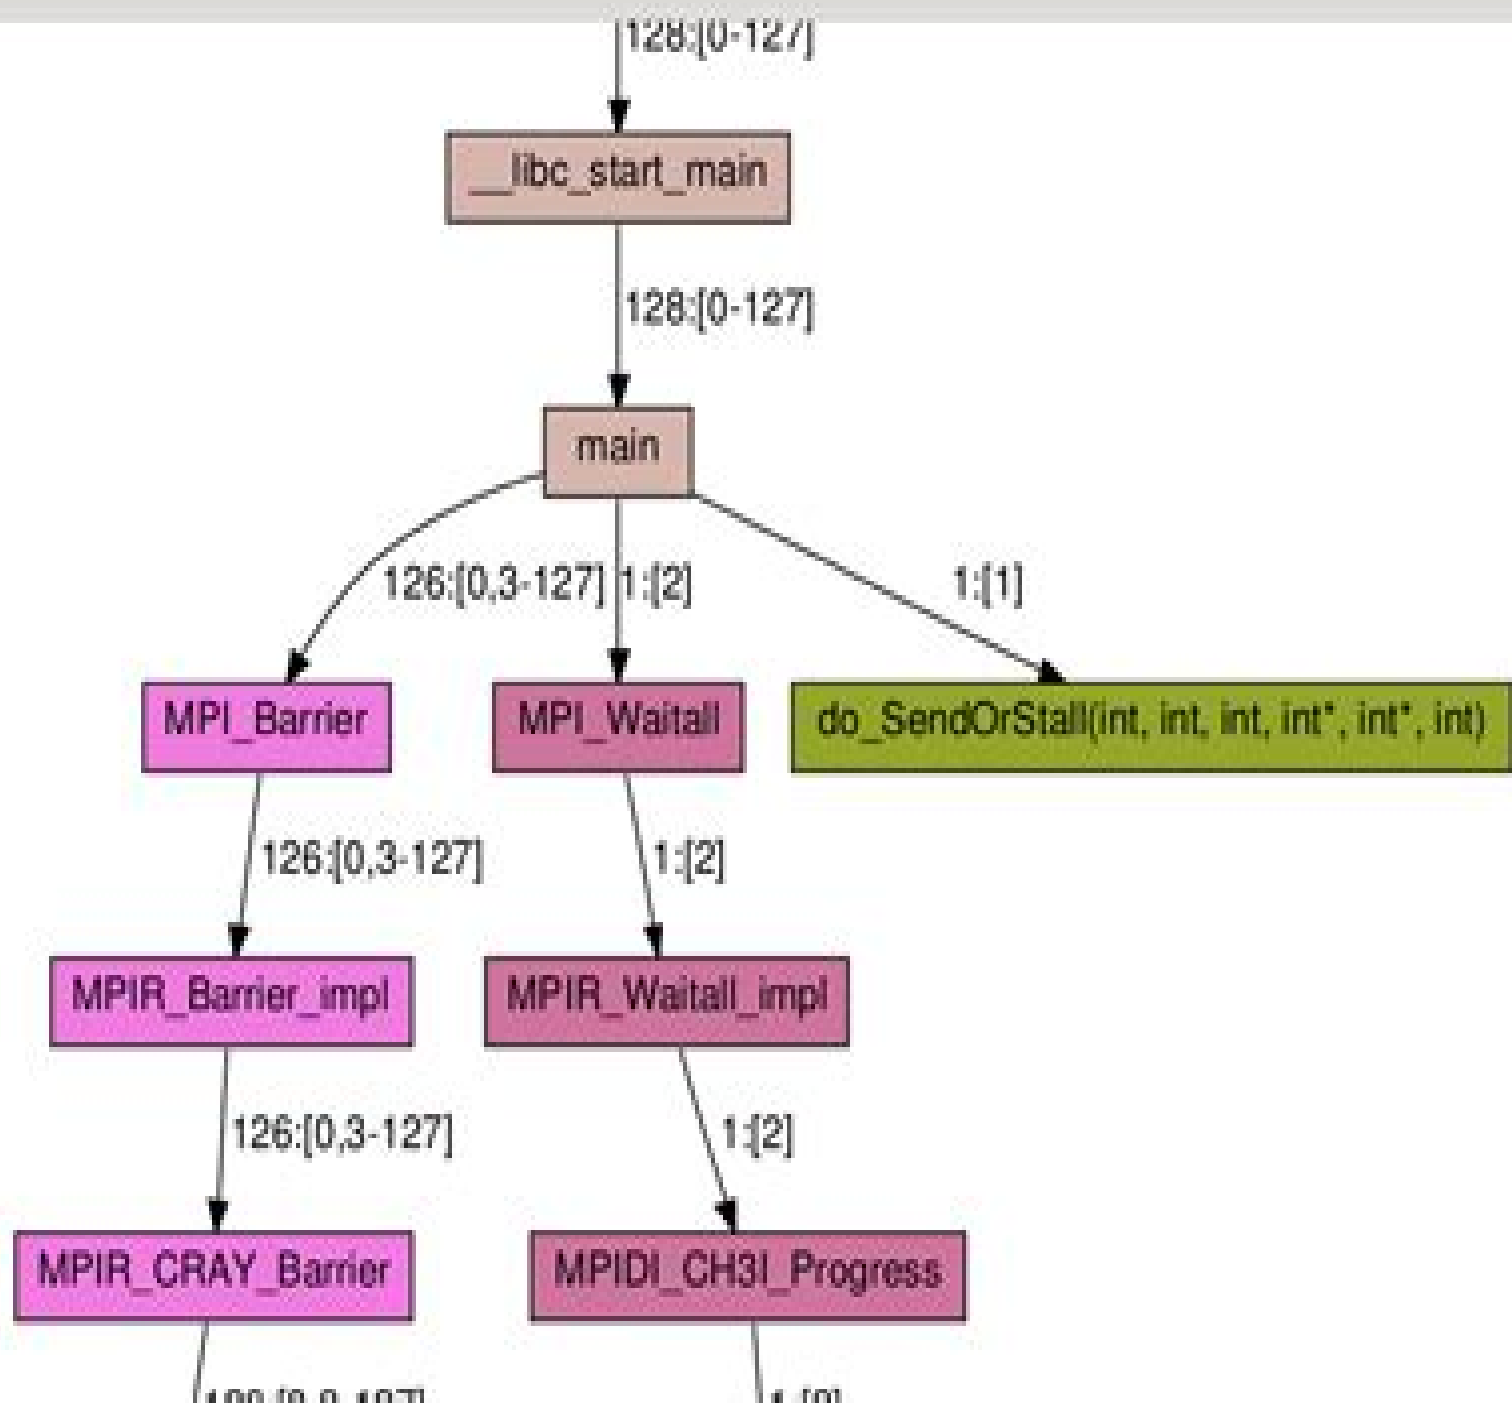 128:[0-127]
__libc_start_main
128:[0-127]
main
126:[0,3-127] 1:[2] 1:[1]
MPI_Barrier MPI_Waitall do_SendOrStall(int, int, int, int*, int*, int)
126:[0,3-127] 1:[2]
MPIR_Barrier_impl MPIR_Waitall_impl
126:[0,3-127] 1:[2]
MPIR_CRAY_Barrier MPIDI_CH3I_Progress